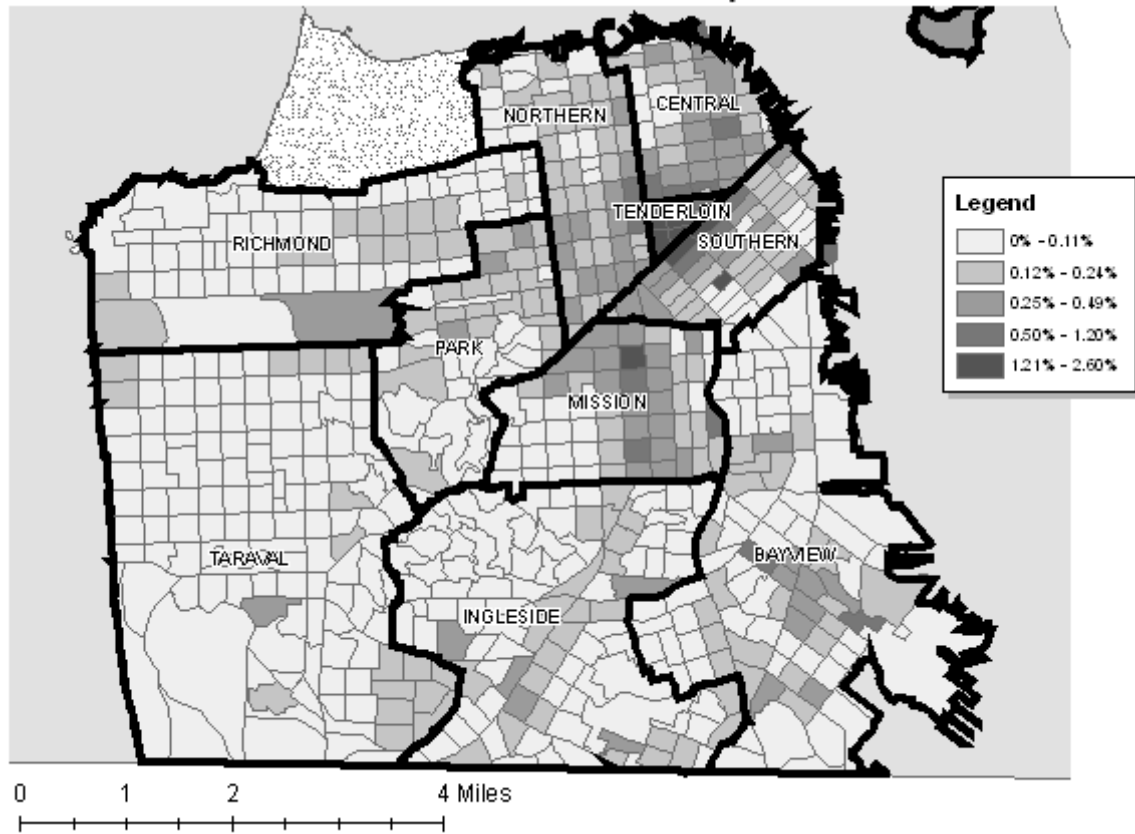 NORTHERN
CENTRAL
TENDERLOIN
RICHMOND
SOUTHERN
PARK
MISSION
TARAVAL
BAYVIEW
INGLESIDE
Legend
0% - 0.11%
0.12% - 0.24%
0.25% - 0.49%
0.50% - 1.20%
1.21% - 2.60%
0 1 2 4 Miles